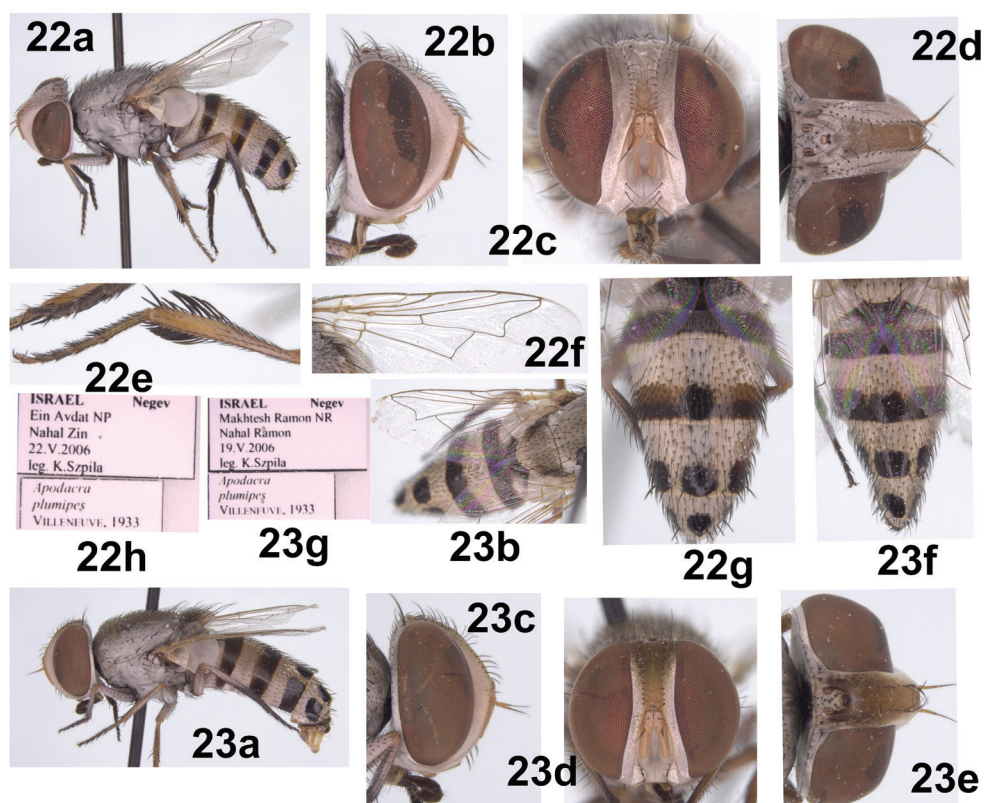 22a
22b
22c
22d
22e
22f
ISRAEL Negev
Ein Avdat NP
Nahal Zin
22.V.2006
leg. K.Szpila
Apodacra
plumipes
VILLENEUVE, 1933
22h
ISRAEL Negev
Makhtesh Ramon NR
Nahal Ramon
19.V.2006
leg. K.Szpila
Apodacra
plumipes
VILLENEUVE, 1933
23g
23b
22g
23f
23a
23c
23d
23e